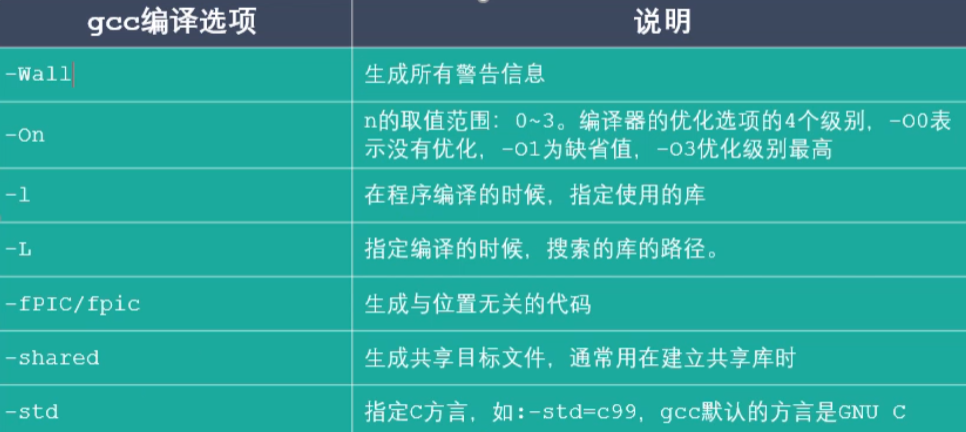 gcc编译选项 说明
-Wall 生成所有警告信息
-On n的取值范围：0~3。编译器的优化选项的4个级别，-O0表
示没有优化，-O1为缺省值，-O3优化级别最高
-l 在程序编译的时候，指定使用的库
-L 指定编译的时候，搜索的库的路径。
-fPIC/fpic 生成与位置无关的代码
-shared 生成共享目标文件，通常用在建立共享库时
-std 指定C方言，如:-std=c99，gcc默认的方言是GNU C